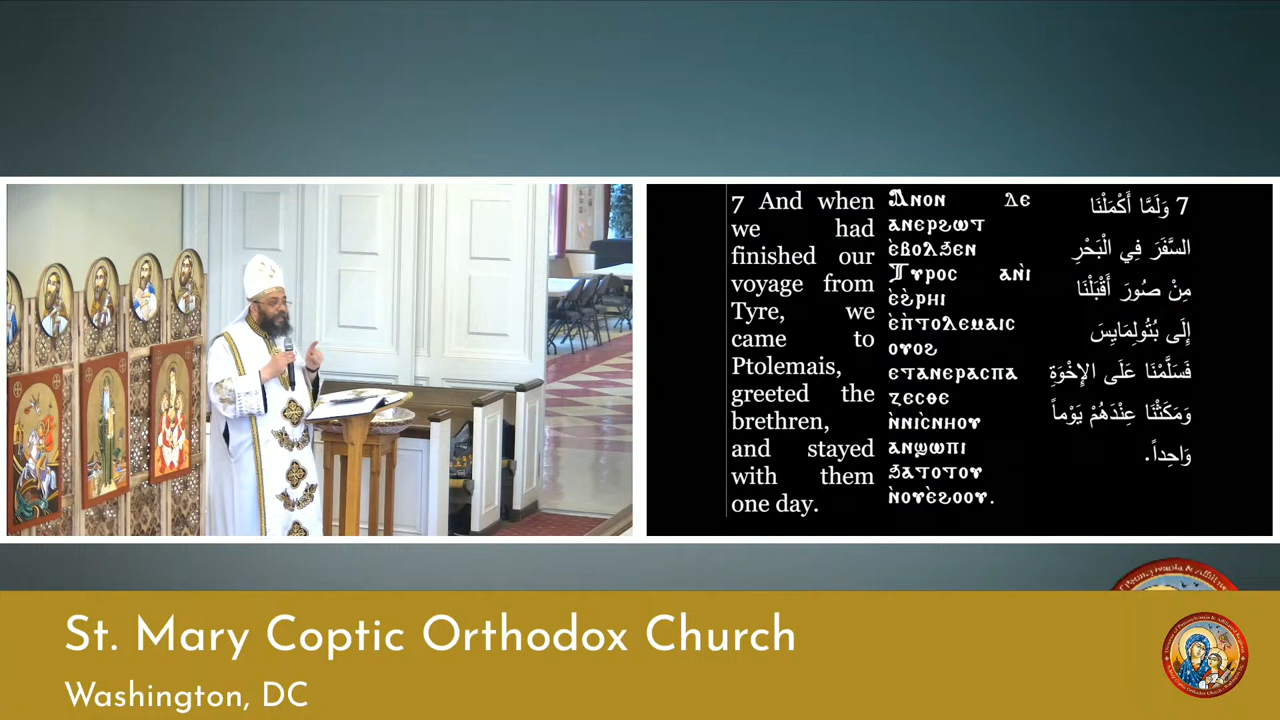 7 And when
we had
finished our
voyage from
Tyre, we
came to
Ptolemais,
greeted the
brethren,
and stayed
with them
one day.
Ⲁⲛⲟⲛ ⲇⲉ
ⲁⲛⲉⲣϩⲱⲧ
ⲉ̀ⲃⲟⲗϧⲉⲛ
Ⲧⲩⲣⲟⲥ ⲁⲛⲓ̀
ⲉ̀ϩⲣⲏⲓ
ⲉ̀ⲡ̀ⲧⲟⲗⲉⲙⲁⲓⲥ
ⲟⲩⲟϩ
ⲉⲧⲁⲛⲉⲣⲁⲥⲡⲁ
ⲍⲉⲥⲑⲉ
ⲛ̀ⲛⲓⲥ̀ⲛⲏⲟⲩ
ⲁⲛϣⲱⲡⲓ
ϧⲁⲧⲟⲧⲟⲩ
ⲛ̀ⲟⲩⲉ̀ϩⲟⲟⲩ.
7 وَلَمَّا أَكْمَلْنَا
السَّفَرَ فِي الْبَحْرِ
مِنْ صُورَ أَقْبَلْنَا
إِلَى بُتُولِمَايِسَ
فَسَلَّمْنَا عَلَى الإِخْوَةِ
وَمَكَثْنَا عِنْدَهُمْ يَوْماً
وَاحِداً.
St. Mary Coptic Orthodox Church
Washington, DC